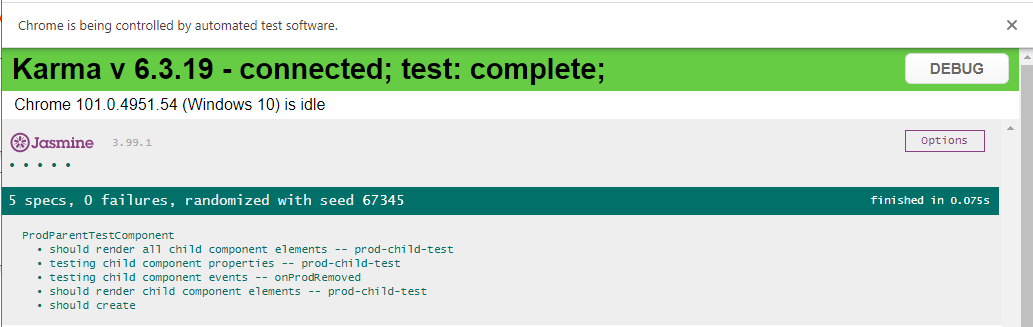 Chrome is being controlled by automated test software.
Karma v 6.3.19 - connected; test: complete;
DEBUG
Chrome 101.0.4951.54 (Windows 10) is idle
Jasmine 3.99.1
Options
5 specs, 0 failures, randomized with seed 67345
finished in 0.075s
ProdParentTestComponent
• should render all child component elements -- prod-child-test
• testing child component properties -- prod-child-test
• testing child component events -- onProdRemoved
• should render child component elements -- prod-child-test
• should create